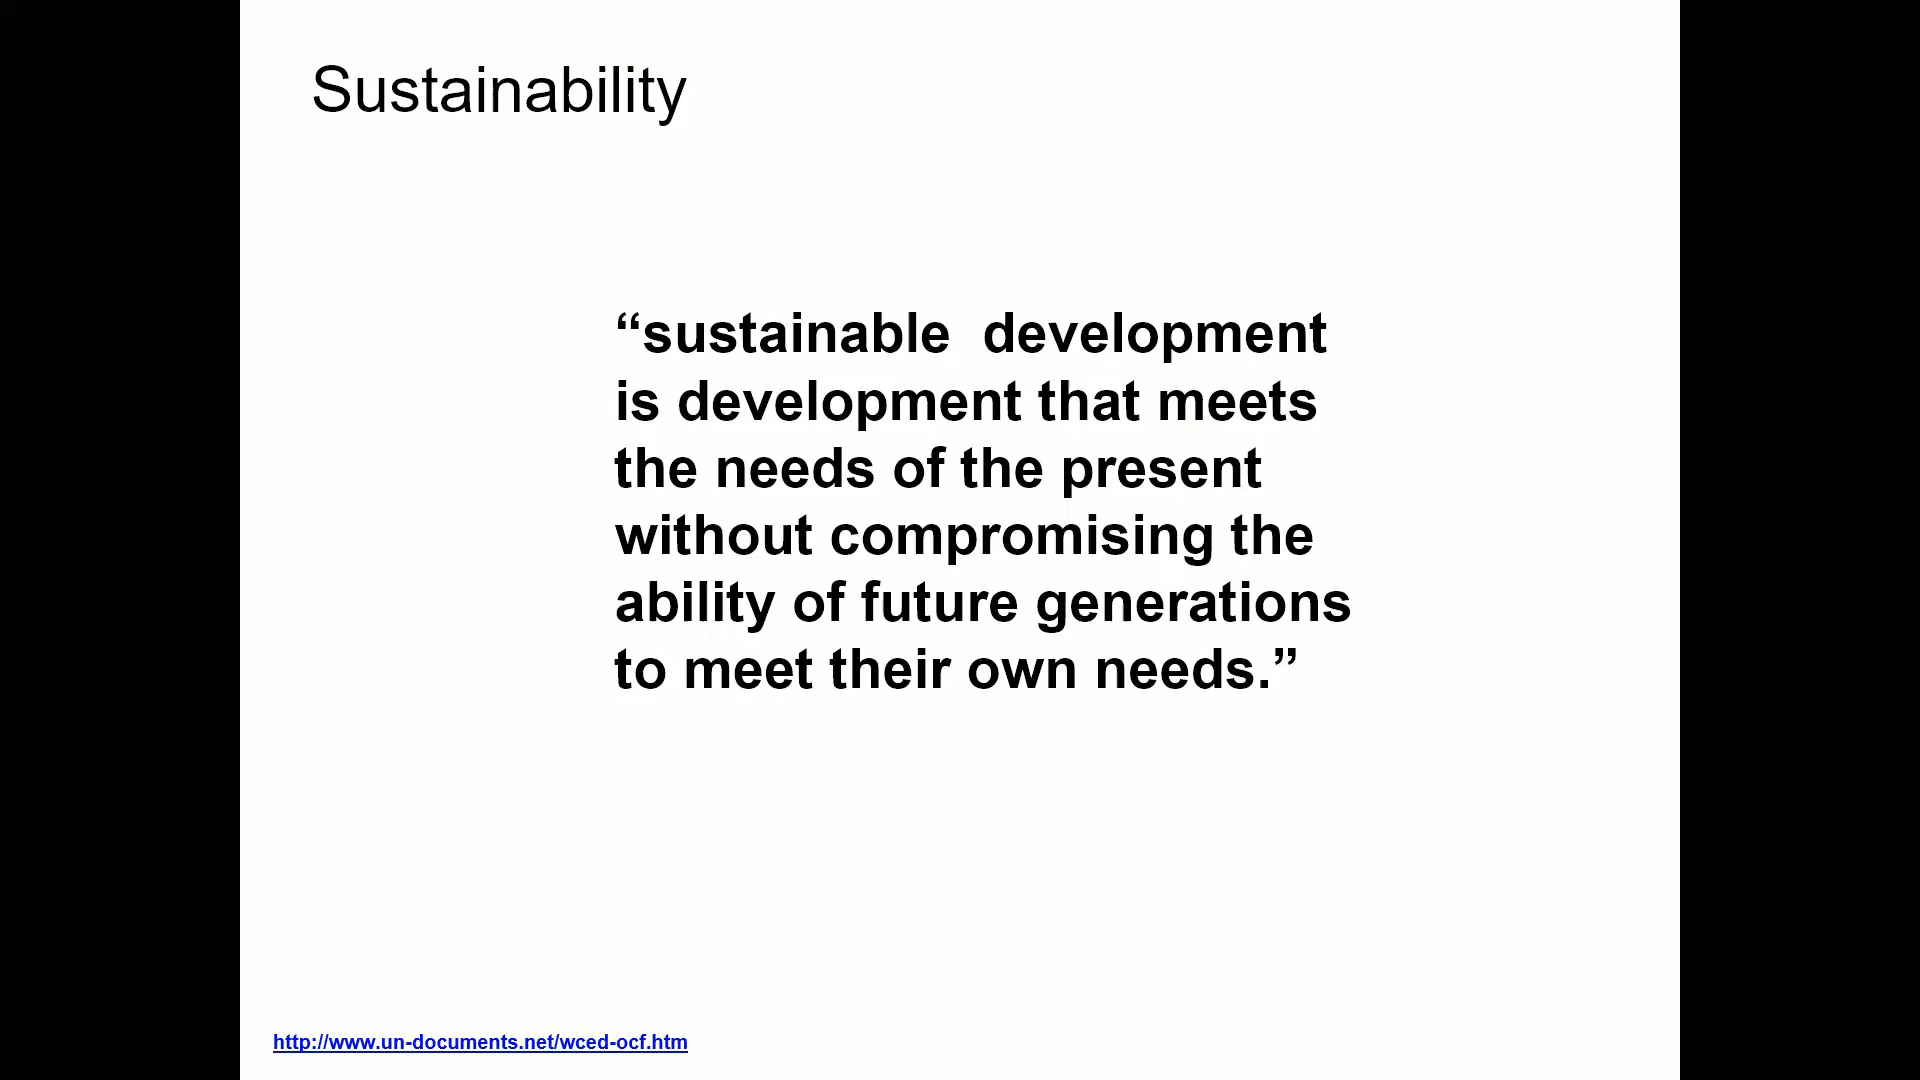 Sustainability
“sustainable  development
is development that meets
the needs of the present
without compromising the
ability of future generations
to meet their own needs.”
http://www.un-documents.net/wced-ocf.htm